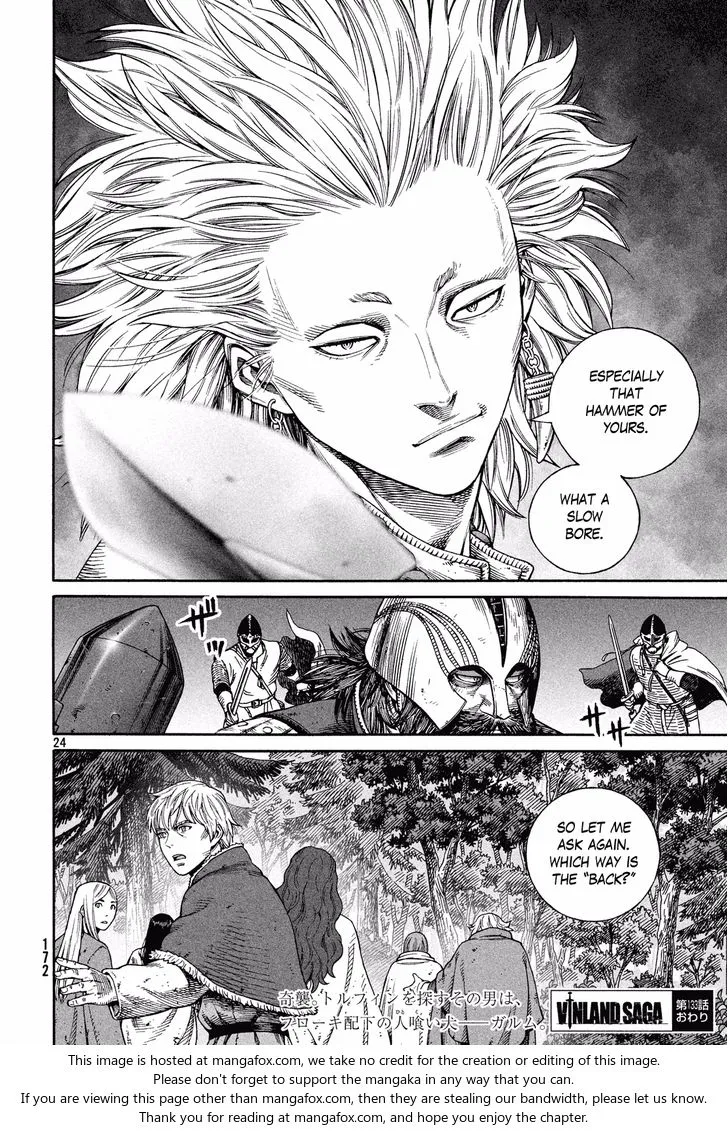 ESPECIALLY
THAT
HAMMER OF
YOURS.
WHAT A
SLOW
BORE.
ザザ
ザザ
24
SO LET ME
ASK AGAIN.
WHICH WAY IS
THE “BACK?”
172
奇襲。トルフィンを探すその男は、
フローキ配下の人喰い犬――ガルム。
VINLAND SAGA
第133話
おわり
This image is hosted at mangafox.com, we take no credit for the creation or editing of this image.
Please don't forget to support the mangaka in any way that you can.
If you are viewing this page other than mangafox.com, then they are stealing our bandwidth, please let us know.
Thank you for reading at mangafox.com, and hope you enjoy the chapter.